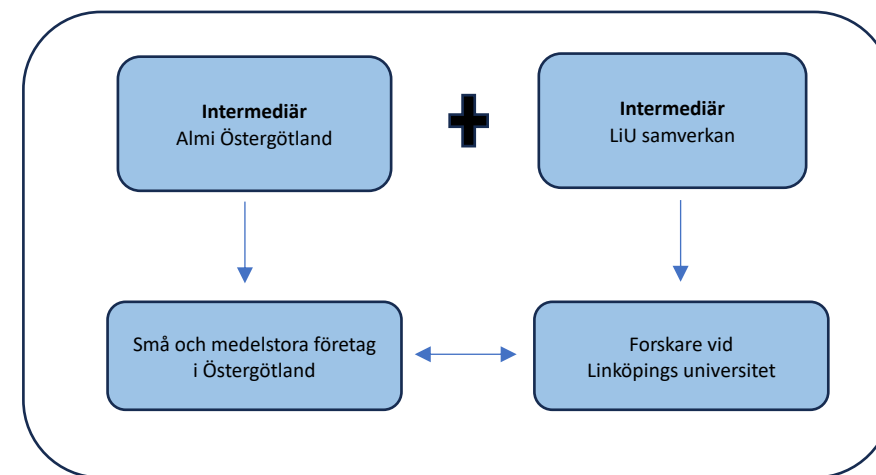 Intermediär
Almi Östergötland
Intermediär
LiU samverkan
Små och medelstora företag
i Östergötland
Forskare vid
Linköpings universitet